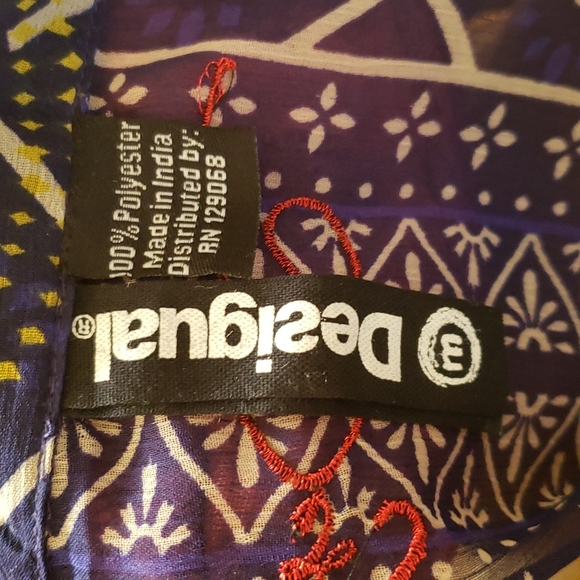 100% Polyester
Made in India
Distributed by:
RN 129068
Desigual®